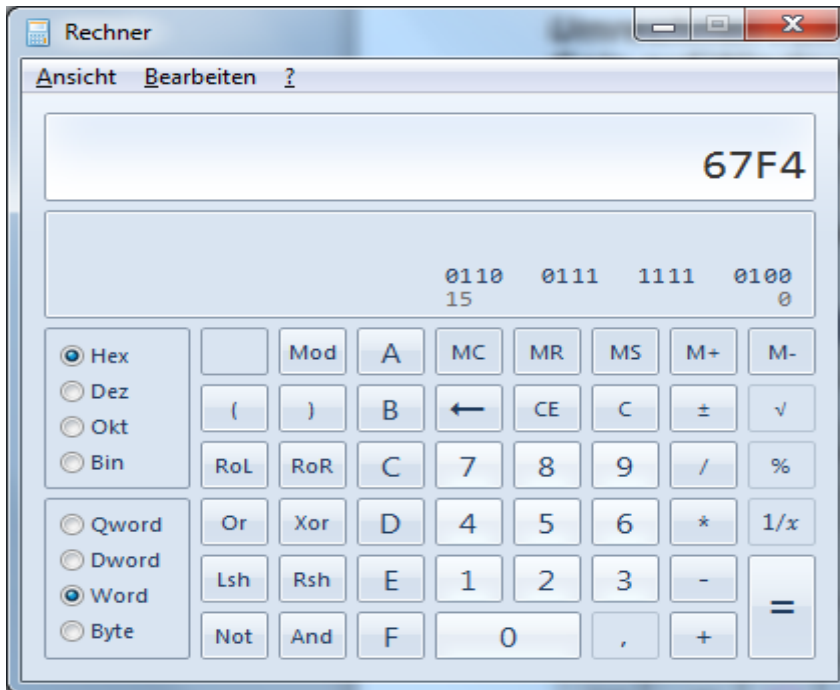 Rechner
Ansicht Bearbeiten ?
67F4
0110 0111 1111 0100
15 0
Hex Mod A MC MR MS M+ M-
Dez
( ) B ← CE C ± √
Okt
Bin RoL RoR C 7 8 9 / %
Qword Or Xor D 4 5 6 * 1/x
Dword
Lsh Rsh E 1 2 3 - =
Word
Byte Not And F 0 , +